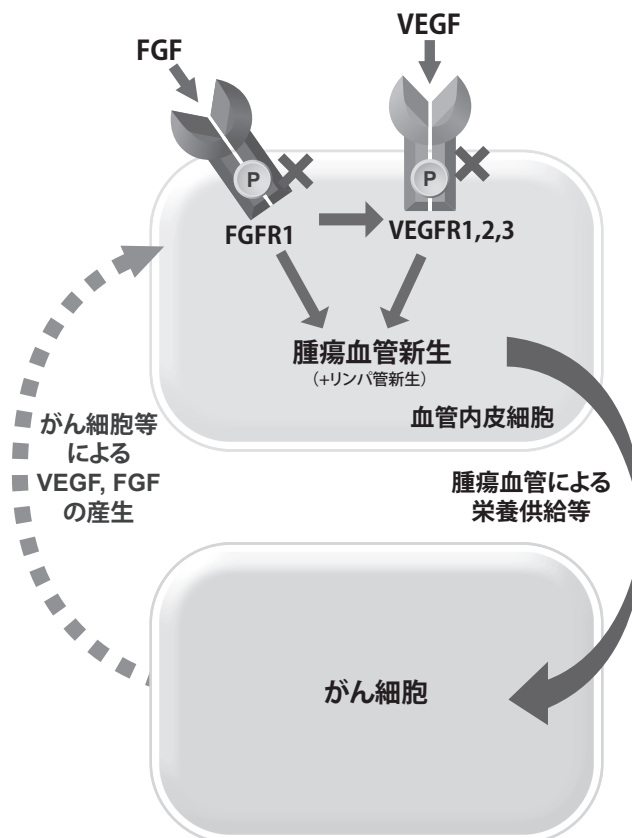 VEGF
FGF
P
P
FGFR1
VEGFR1,2,3
腫瘍血管新生
(+リンパ管新生)
血管内皮細胞
がん細胞等
による
VEGF, FGF
の産生
腫瘍血管による
栄養供給等
がん細胞